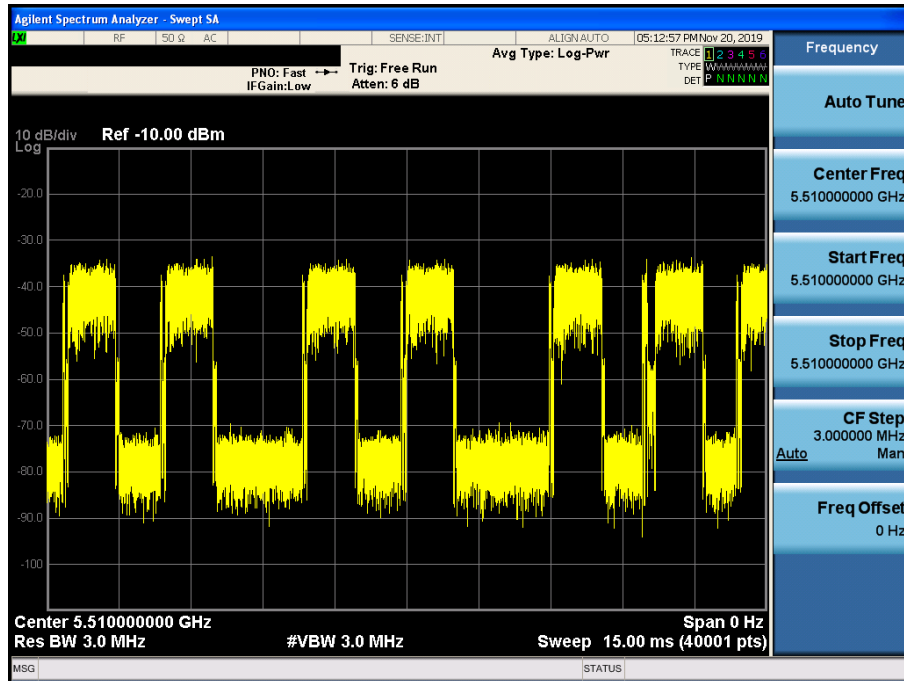 Agilent Spectrum Analyzer - Swept SA
LXI RF 50 Ω AC SENSE:INT ALIGN AUTO 05:12:57 PM Nov 20, 2019
Avg Type: Log-Pwr
TRACE 1 2 3 4 5 6
PNO: Fast Trig: Free Run
TYPE WWWWWW
IFGain:Low Atten: 6 dB
DET P N N N N N
Frequency
Auto Tune
Center Freq
5.510000000 GHz
Start Freq
5.510000000 GHz
Stop Freq
5.510000000 GHz
CF Step
3.000000 MHz
Auto Man
Freq Offset
0 Hz
10 dB/div Ref -10.00 dBm
Log
-20.0
-30.0
-40.0
-50.0
-60.0
-70.0
-80.0
-90.0
-100
Center 5.510000000 GHz Span 0 Hz
Res BW 3.0 MHz #VBW 3.0 MHz Sweep 15.00 ms (40001 pts)
MSG STATUS